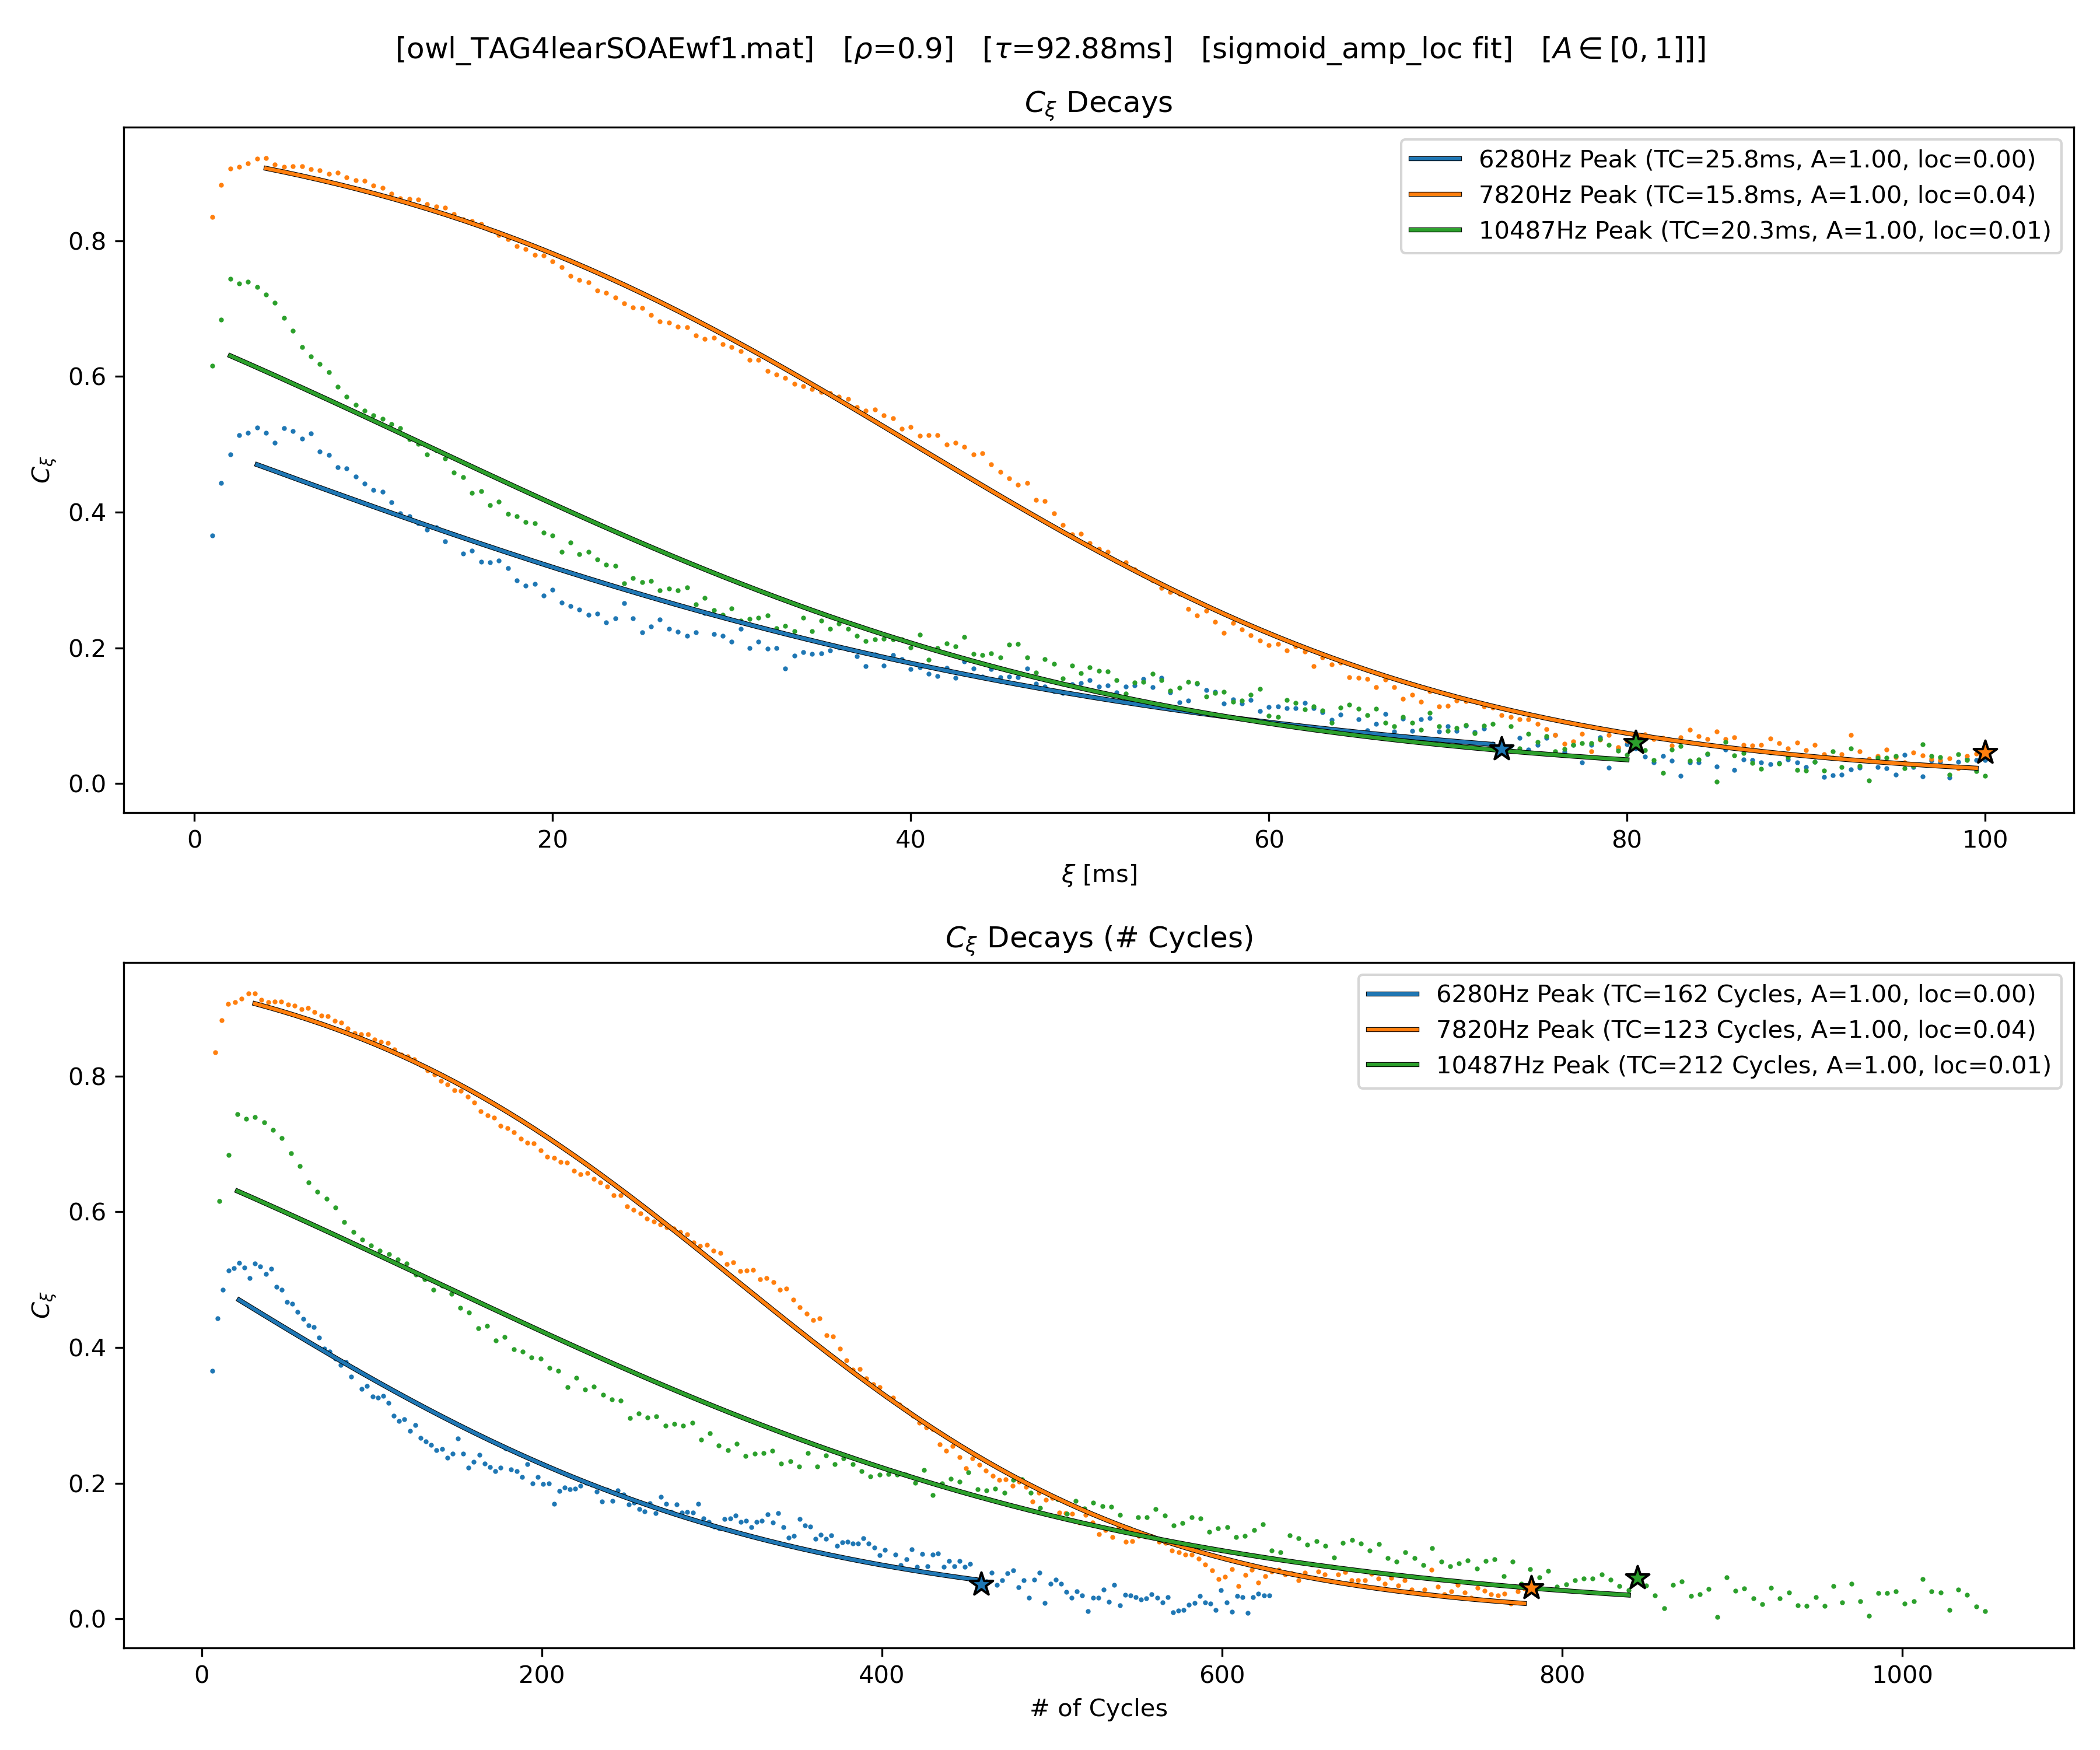 [owl_TAG4learSOAEwf1.mat] [ρ=0.9] [τ=92.88ms] [sigmoid_amp_loc fit] [A ∈ [0, 1]]]
C_ξ Decays
6280Hz Peak (TC=25.8ms, A=1.00, loc=0.00)
7820Hz Peak (TC=15.8ms, A=1.00, loc=0.04)
10487Hz Peak (TC=20.3ms, A=1.00, loc=0.01)
0.8
0.6
0.4
0.2
0.0
C_ξ
0 20 40 60 80 100
ξ [ms]
C_ξ Decays (# Cycles)
6280Hz Peak (TC=162 Cycles, A=1.00, loc=0.00)
7820Hz Peak (TC=123 Cycles, A=1.00, loc=0.04)
10487Hz Peak (TC=212 Cycles, A=1.00, loc=0.01)
0.8
0.6
0.4
0.2
0.0
C_ξ
0 200 400 600 800 1000
# of Cycles